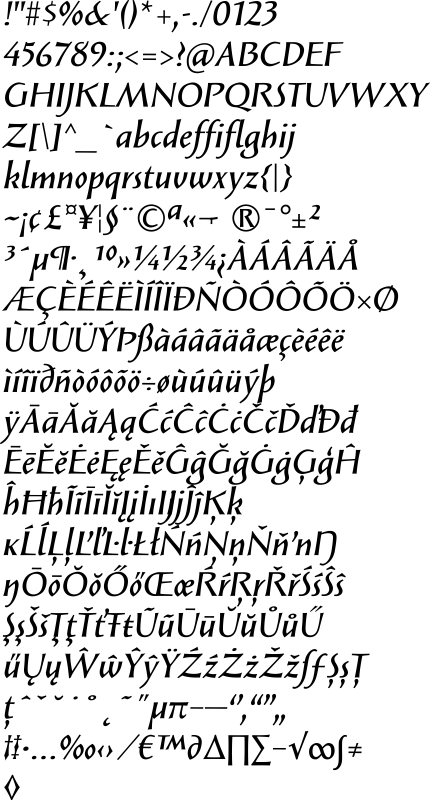 !"#$%&'()*+,-./0123
456789:;<=>?@ABCDEF
GHIJKLMNOPQRSTUVWXY
Z[\]^_`abcdeffiflghij
klmnopqrstuvwxyz{|}
~¡¢£¤¥¦§¨©ª«¬­®¯°±²
³´µ¶·¸¹º»¼½¾¿ÀÁÂÃÄÅ
ÆÇÈÉÊËÌÍÎÏÐÑÒÓÔÕÖ×Ø
ÙÚÛÜÝÞßàáâãäåæçèéêë
ìíîïðñòóôõö÷øùúûüýþ
ÿĀāĂăĄąĆćĈĉĊċČčĎďĐđ
ĒēĔĕĖėĘęĚěĜĝĞğĠġĢģĤ
ĥĦħĨĩĪīĬĭĮįİıĲĳĴĵĶķ
ĸĹĺĻļĽľĿŀŁłŃńŅņŇňŉŊ
ŋŌōŎŏŐőŒœŔŕŖŗŘřŚśŜŝ
ŞşŠšŢţŤťŦŧŨũŪūŬŭŮůŰ
űŲųŴŵŶŷŸŹźŻżŽžſƒȘșȚ
țˆˇ˘˙˚˛˜˝µπ–—‘’‚“”„
†‡•…‰‹›⁄€™∂∆∏∑−√∞∫≠
◊